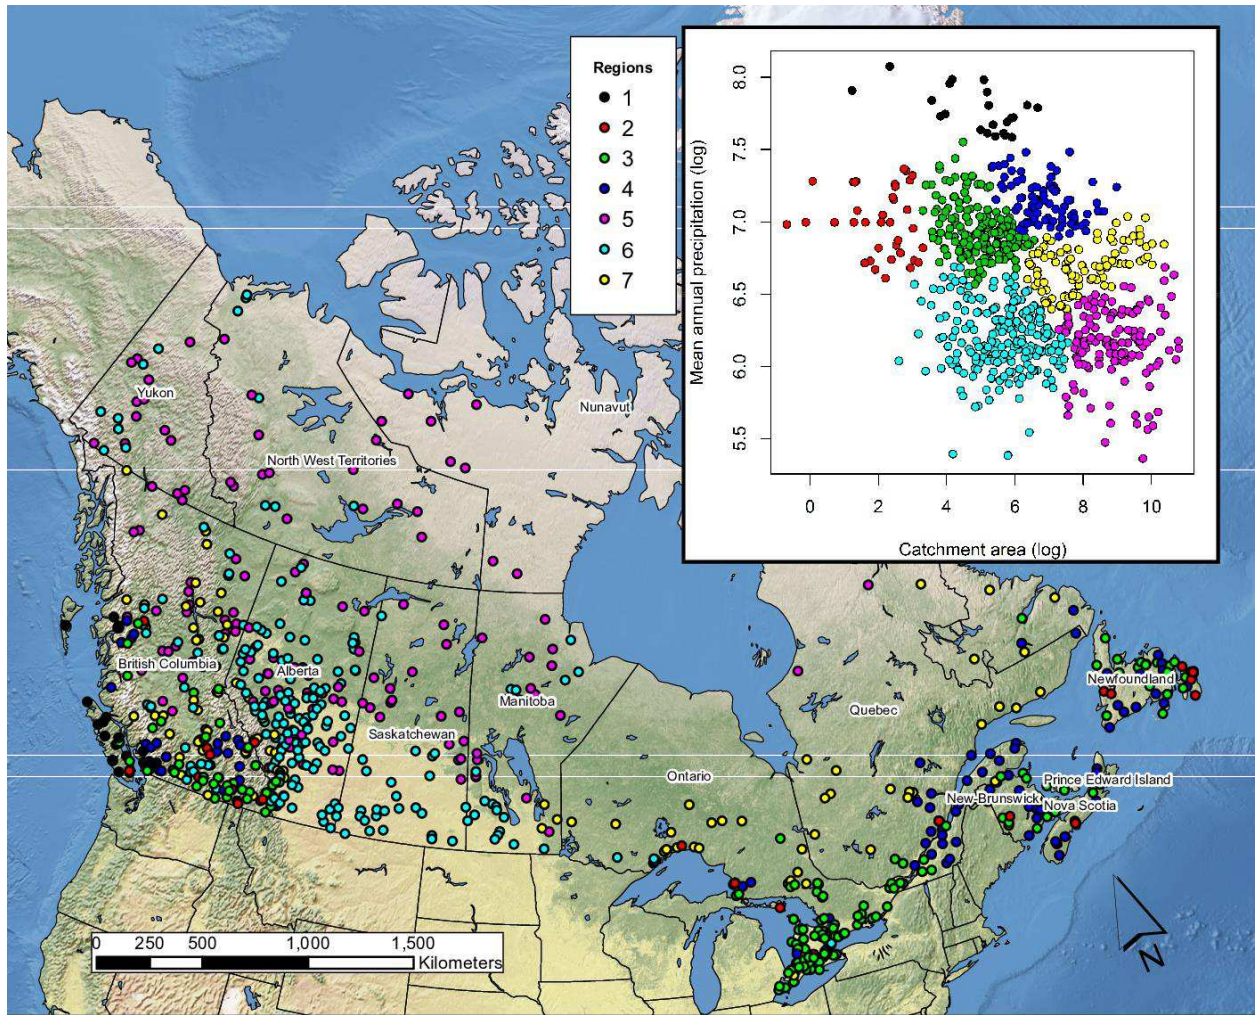 Regions
1
2
3
4
5
6
7
Mean annual precipitation (log)
8.0
7.5
7.0
6.5
6.0
5.5
0 2 4 6 8 10
Catchment area (log)
Yukon
Nunavut
North West Territories
British Columbia
Alberta
Newfoundland
Manitoba
Quebec
Saskatchewan
Ontario
Prince Edward Island
New-Brunswick
Nova Scotia
0 250 500 1,000 1,500
Kilometers
N